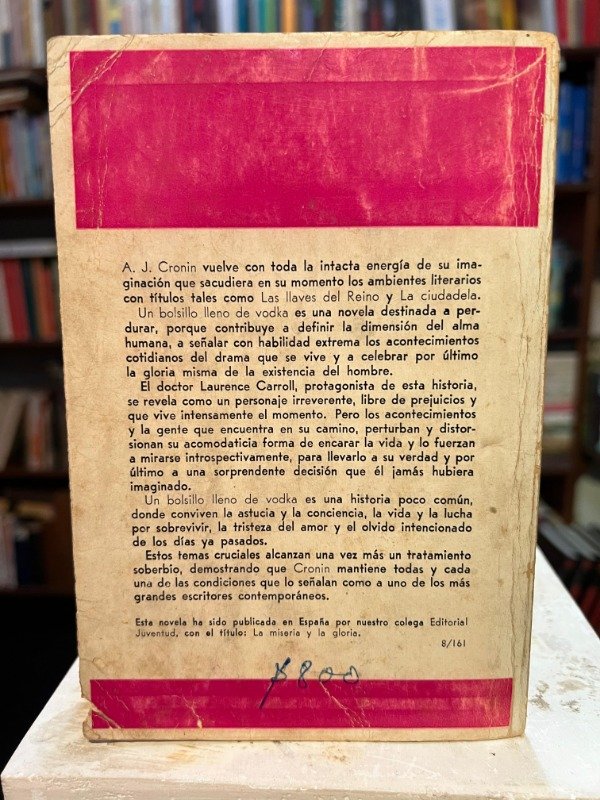 A. J. Cronin vuelve con toda la intacta energía de su ima-
ginación que sacudiera en su momento los ambientes literarios
con títulos tales como Las llaves del Reino y La ciudadela.
Un bolsillo lleno de vodka es una novela destinada a per-
durar, porque contribuye a definir la dimensión del alma
humana, a señalar con habilidad extrema los acontecimientos
cotidianos del drama que se vive y a celebrar por último
la gloria misma de la existencia del hombre.
El doctor Laurence Carroll, protagonista de esta historia,
se revela como un personaje irreverente, libre de prejuicios y
que vive intensamente el momento. Pero los acontecimientos
y la gente que encuentra en su camino, perturban y distor-
sionan su acomodaticia forma de encarar la vida y lo fuerzan
a mirarse introspectivamente, para llevarlo a su verdad y por
último a una sorprendente decisión que él jamás hubiera
imaginado.
Un bolsillo lleno de vodka es una historia poco común,
donde conviven la astucia y la conciencia, la vida y la lucha
por sobrevivir, la tristeza del amor y el olvido intencionado
de los días ya pasados.
Estos temas cruciales alcanzan una vez más un tratamiento
soberbio, demostrando que Cronin mantiene todas y cada
una de las condiciones que lo señalan como a uno de los más
grandes escritores contemporáneos.
Esta novela ha sido publicada en España por nuestro colega Editorial
Juventud, con el título: La miseria y la gloria.
8/161
$800